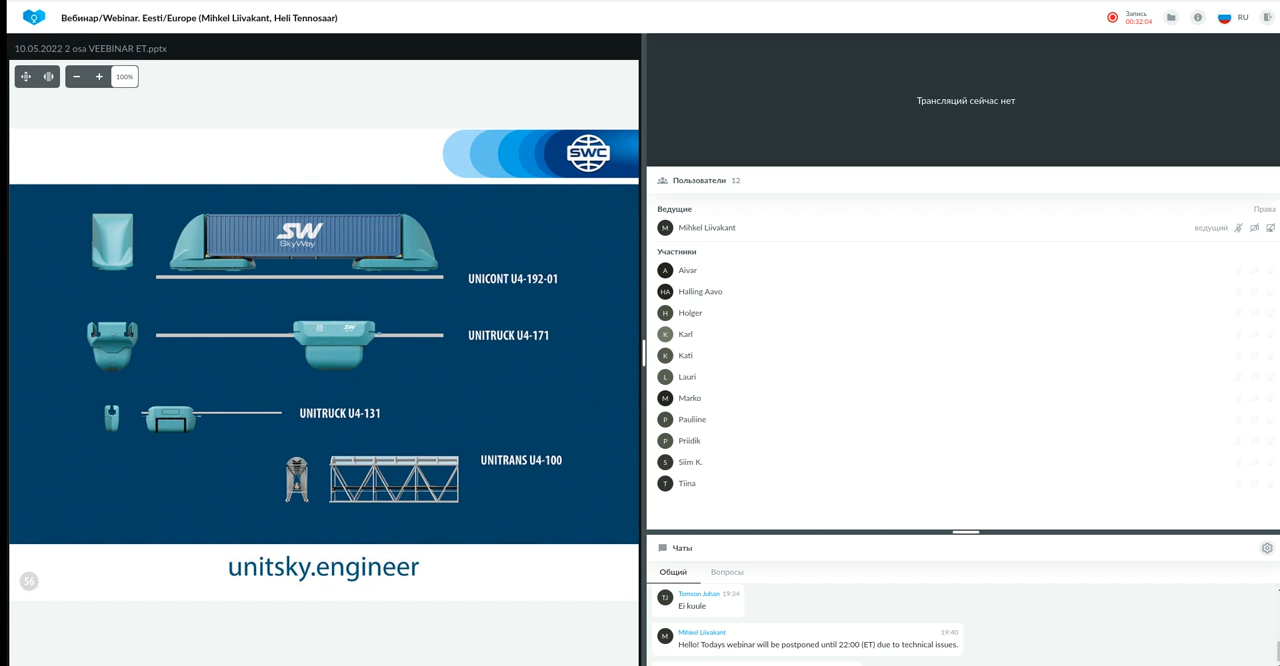 Вебинар/Webinar. Eesti/Europe (Mihkel Liivakant, Heli Tennosaar)
Запись
00:32:04
RU
10.05.2022 2 osa VEEBINAR ET.pptx
100%
SWC
SW
SkyWay
UNICONT U4-192-01
SW
UNITRUCK U4-171
UNITRUCK U4-131
UNITRANS U4-100
unitsky.engineer
56
Трансляций сейчас нет
Пользователи 12
Ведущие Права
M Mihkel Liivakant ведущий
Участники
A Aivar
HA Halling Aavo
H Holger
K Karl
K Kati
L Lauri
M Marko
P Pauliine
P Priidik
S Siim K.
T Tiina
Чаты
Общий Вопросы
TJ Tomson Juhan 19:34
Ei kuule
M Mihkel Liivakant 19:40
Hello! Todays webinar will be postponed until 22:00 (ET) due to technical issues.